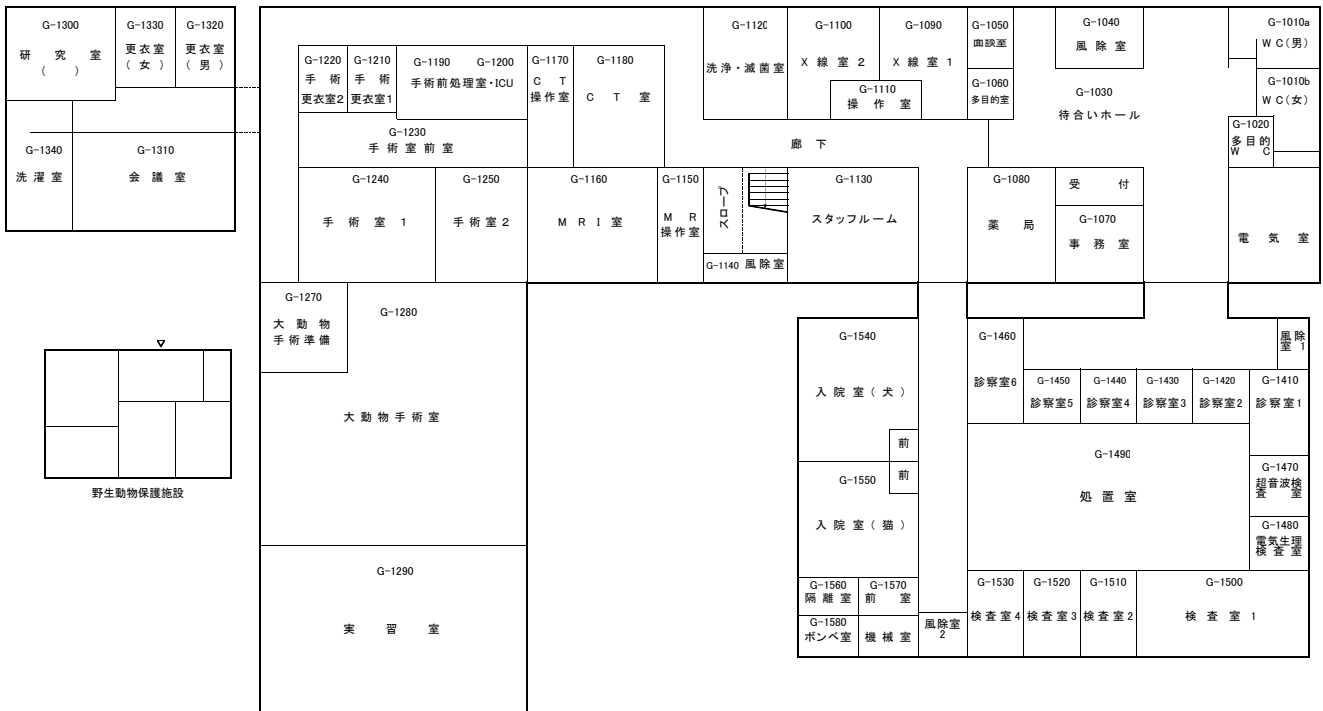 G-1300
研究室
( )
G-1330
更衣室
(女)
G-1320
更衣室
(男)
G-1340
洗濯室
G-1310
会議室
野生動物保護施設
G-1220
手術
更衣室2
G-1210
手術
更衣室1
G-1190 G-1200
手術前処理室・ICU
G-1170
CT
操作室
G-1180
CT室
G-1120
洗浄・滅菌室
G-1100
X線室2
G-1090
X線室1
G-1110
操作室
G-1050
面談室
G-1060
多目的室
G-1040
風除室
G-1030
待合いホール
G-1010a
WC(男)
G-1010b
WC(女)
G-1020
多目的
WC
G-1230
手術室前室
廊下
G-1240
手術室1
G-1250
手術室2
G-1160
MRI室
G-1150
MR
操作室
スロープ
G-1140 風除室
G-1130
スタッフルーム
G-1080
薬局
受付
G-1070
事務室
電気室
G-1270
大動物
手術準備
G-1280
大動物手術室
G-1290
実習室
G-1540
入院室(犬)
前
前
G-1550
入院室(猫)
G-1560
隔離室
G-1570
前室
G-1580
ボンベ室
機械室
風除室
2
G-1460
診察室6
風除
室1
G-1450
診察室5
G-1440
診察室4
G-1430
診察室3
G-1420
診察室2
G-1410
診察室1
G-1490
処置室
G-1470
超音波検
査室
G-1480
電気生理
検査室
G-1530
検査室4
G-1520
検査室3
G-1510
検査室2
G-1500
検査室1